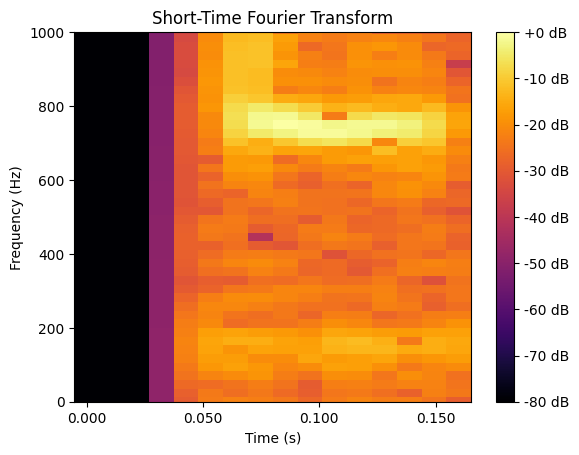 Short-Time Fourier Transform
1000
800
600
400
200
0
Frequency (Hz)
0.000
0.050
0.100
0.150
Time (s)
+0 dB
-10 dB
-20 dB
-30 dB
-40 dB
-50 dB
-60 dB
-70 dB
-80 dB